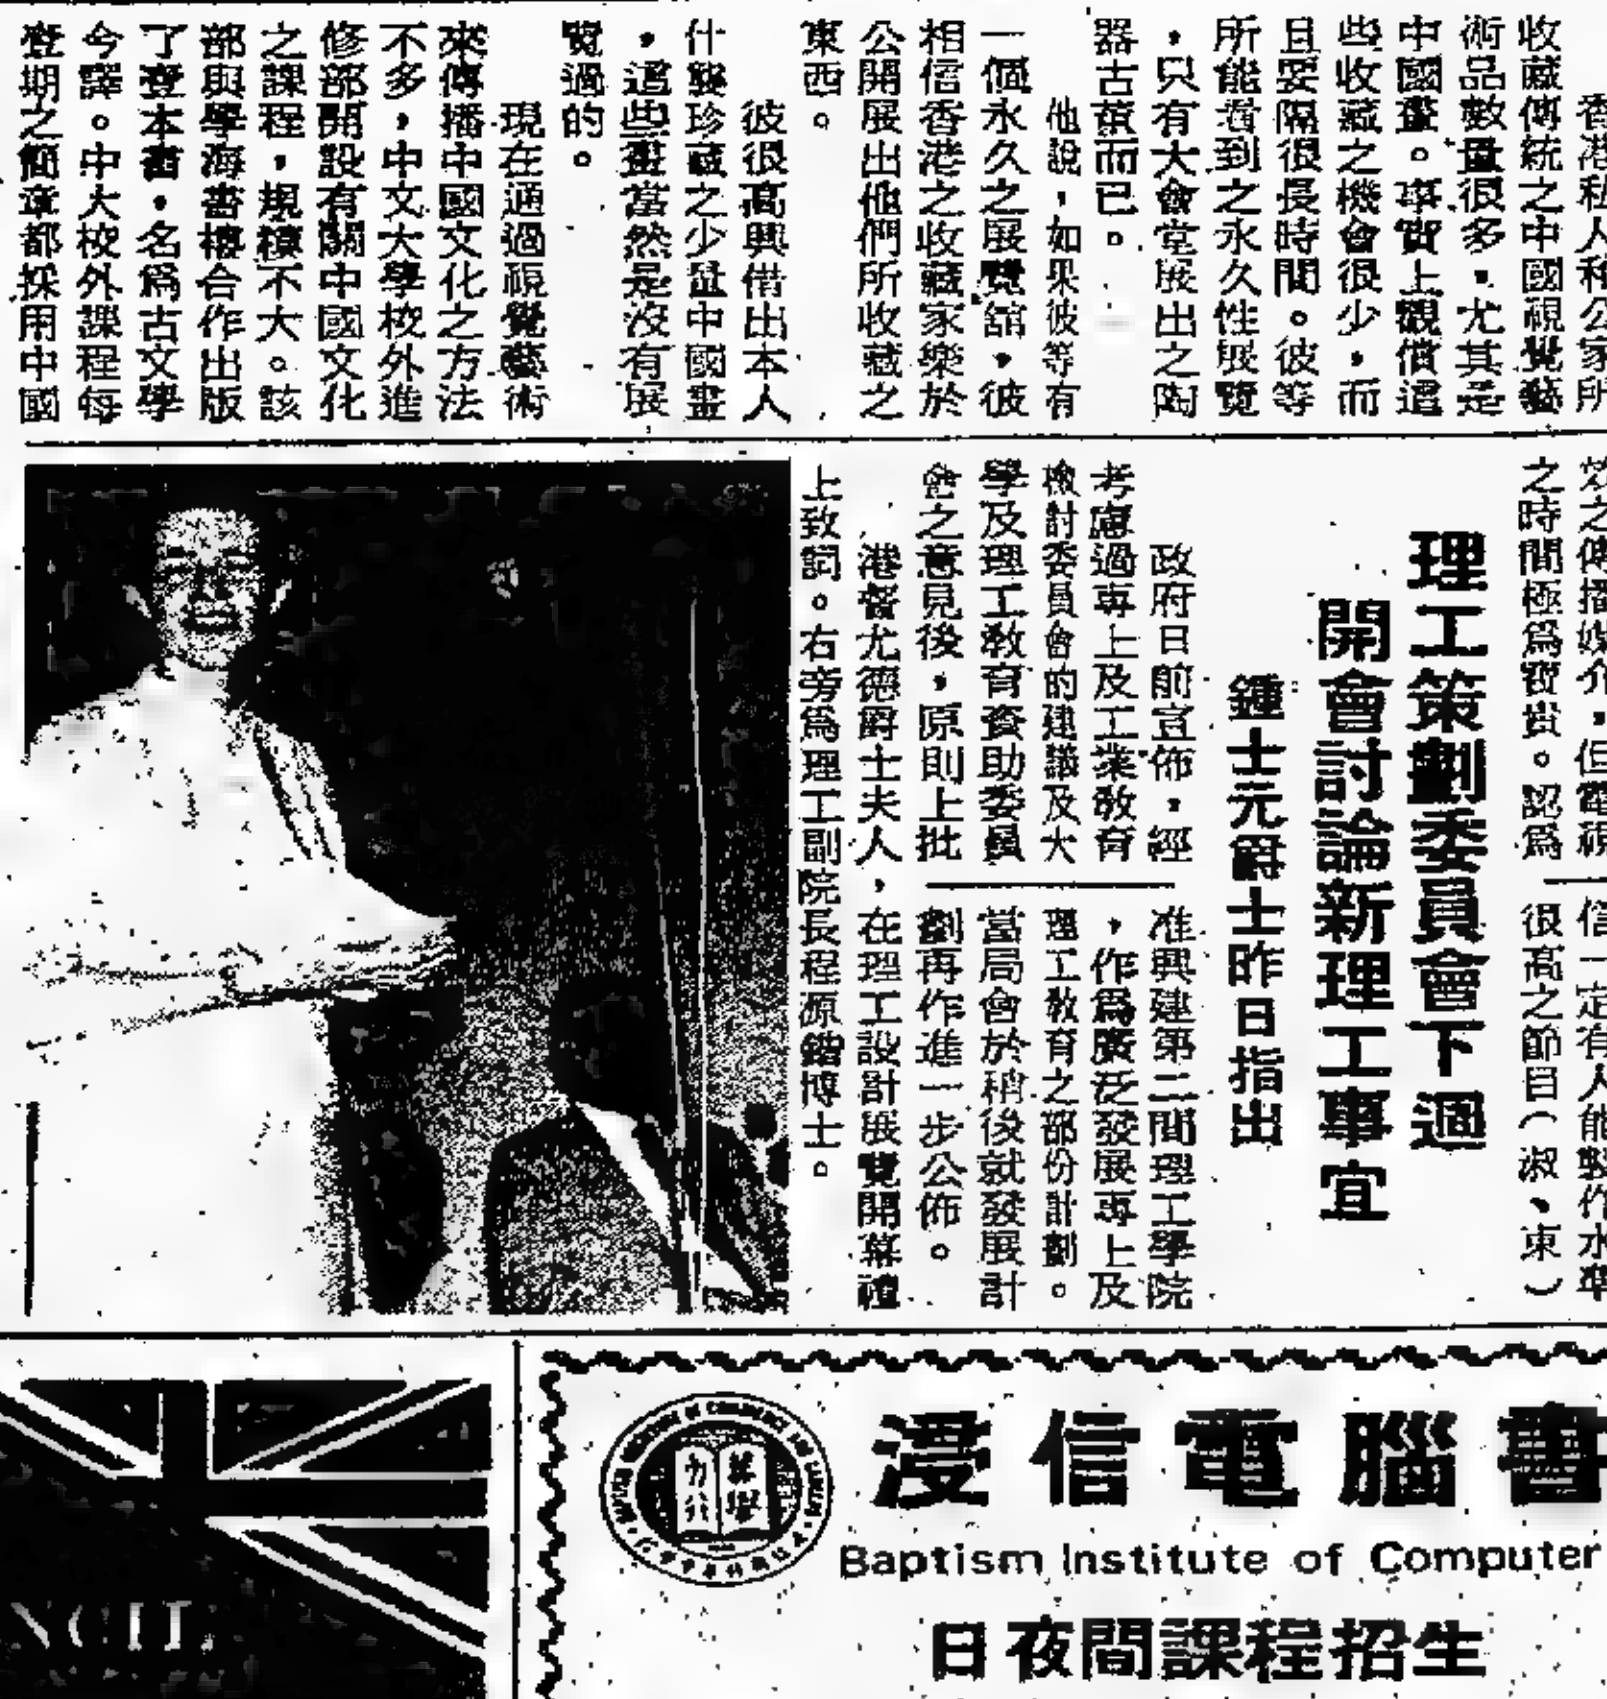 香港私人和公家所
收藏傳統之中國視覺藝
術品數量很多，尤其是
中國畫。事實上觀償這
些收藏之機會很少，而
且要隔很長時間。彼等
所能看到之永久性展覽
，只有大會堂展出之陶
器古董而已。
他說，如果彼等有
一個永久之展覽舘，彼
相信香港之收藏家樂於
公開展出他們所收藏之
東西。
彼很高興借出本人
什襲珍藏之少量中國畫
，這些畫當然是沒有展
覽過的。
現在通過視覺藝術
來傳播中國文化之方法
不多，中文大學校外進
修部開設有關中國文化
之課程，規模不大。該
部與學海書樓合作出版
了壹本書，名爲古文學
今譯。中大校外課程每
壹期之簡章都採用中國
之傳播媒介，但電視
之時間極爲寶貴。認爲
信一定有人能製作水準
很高之節目（淑、東）
理工策劃委員會下週
開會討論新理工事宜
鍾士元爵士昨日指出
政府日前宣佈，經
考慮過專上及工業教育
檢討委員會的建議及大
學及理工教育資助委員
會之意見後，原則上批
准興建第二間理工學院
，作爲廣泛發展專上及
理工教育之部份計劃。
當局會於稍後就發展計
劃再作進一步公佈。
港督尤德爵士夫人，在理工設計展覽開幕禮
上致詞。右旁爲理工副院長程源鍇博士。
NCIL
浸信電腦書
Baptism Institute of Computer
日夜間課程招生